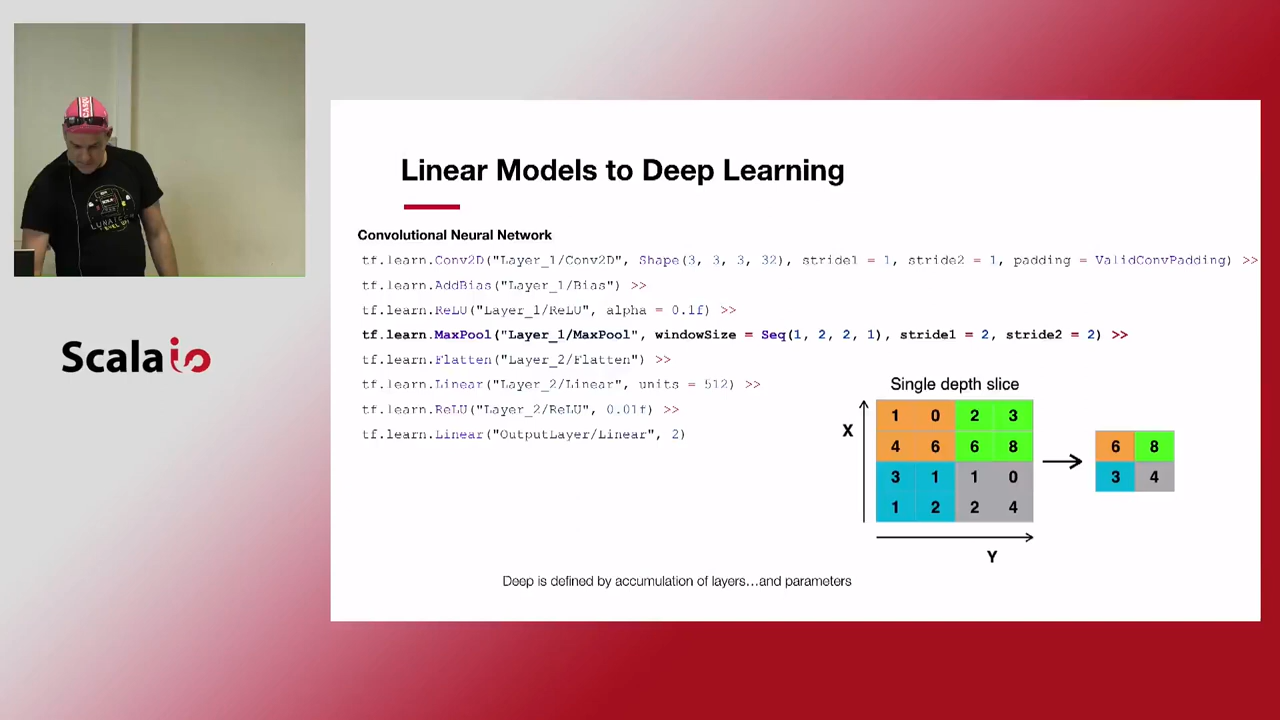 Linear Models to Deep Learning
Convolutional Neural Network
tf.learn.Conv2D("Layer_1/Conv2D", Shape(3, 3, 3, 32), stride1 = 1, stride2 = 1, padding = ValidConvPadding) >>
tf.learn.AddBias("Layer_1/Bias") >>
tf.learn.ReLU("Layer_1/ReLU", alpha = 0.1f) >>
tf.learn.MaxPool("Layer_1/MaxPool", windowSize = Seq(1, 2, 2, 1), stride1 = 2, stride2 = 2) >>
tf.learn.Flatten("Layer_2/Flatten") >>
tf.learn.Linear("Layer_2/Linear", units = 512) >>
tf.learn.ReLU("Layer_2/ReLU", 0.01f) >>
tf.learn.Linear("OutputLayer/Linear", 2)
Single depth slice
X
1 0 2 3
4 6 6 8
3 1 1 0
1 2 2 4
6 8
3 4
Y
Deep is defined by accumulation of layers...and parameters
Scala io